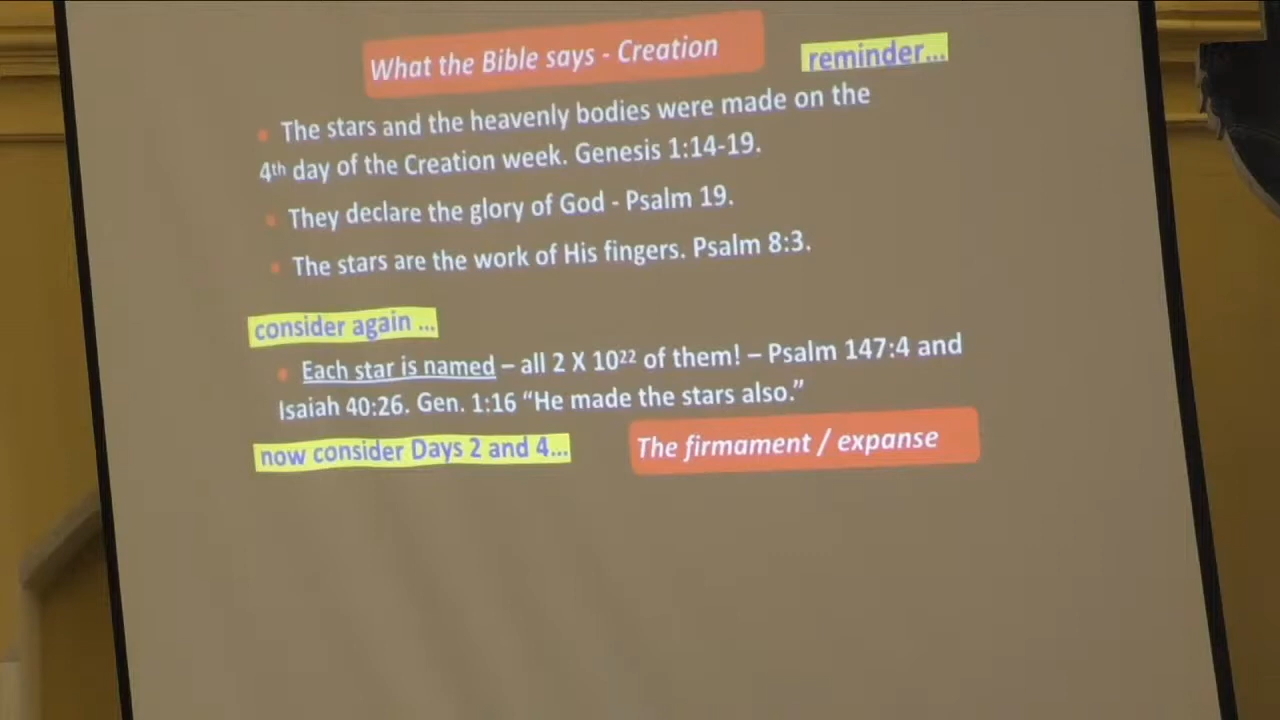 What the Bible says - Creation
reminder...
• The stars and the heavenly bodies were made on the
4th day of the Creation week. Genesis 1:14-19.
• They declare the glory of God - Psalm 19.
• The stars are the work of His fingers. Psalm 8:3.
consider again ...
• Each star is named – all 2 X 10²² of them! – Psalm 147:4 and
Isaiah 40:26. Gen. 1:16 “He made the stars also.”
now consider Days 2 and 4...
The firmament / expanse